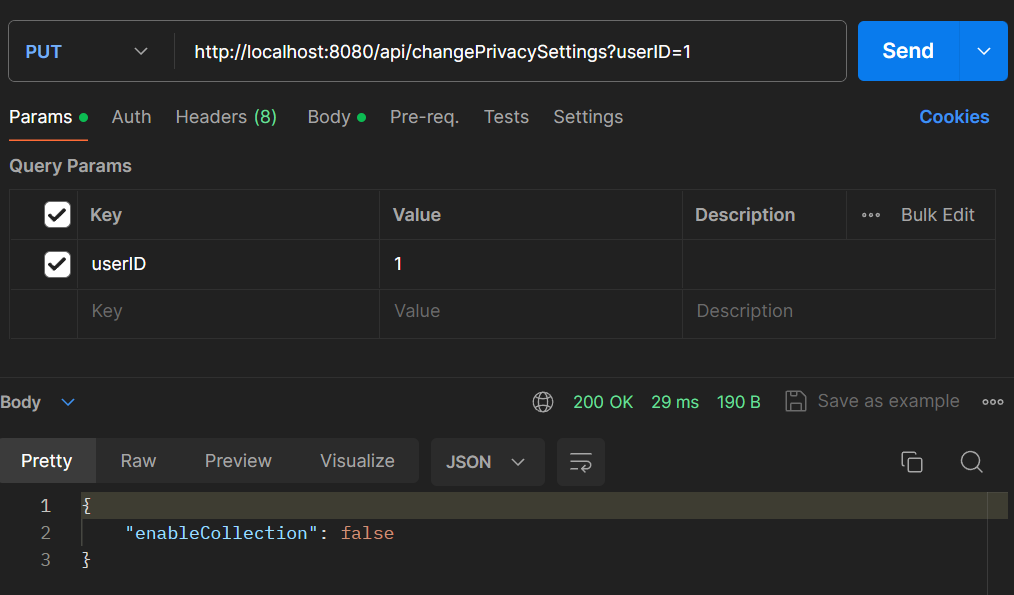 PUT http://localhost:8080/api/changePrivacySettings?userID=1 Send
Params Auth Headers (8) Body Pre-req. Tests Settings Cookies
Query Params
Key Value Description Bulk Edit
userID 1
Key Value Description
Body 200 OK 29 ms 190 B Save as example
Pretty Raw Preview Visualize JSON
1 {
2 "enableCollection": false
3 }